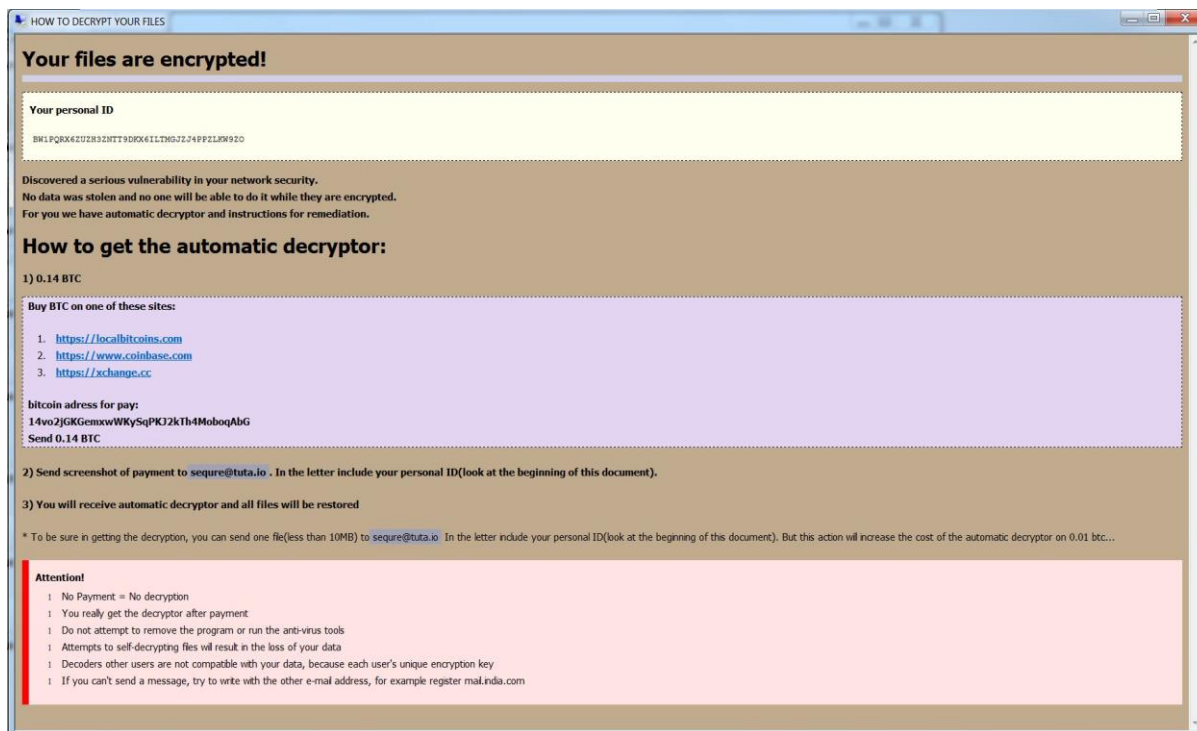 HOW TO DECRYPT YOUR FILES
Your files are encrypted!
Your personal ID
BW1PQRX6ZUZH3ZNTT9DKX6ILTMGJZJ4PPZLKW9ZO
Discovered a serious vulnerability in your network security.
No data was stolen and no one will be able to do it while they are encrypted.
For you we have automatic decryptor and instructions for remediation.
How to get the automatic decryptor:
1) 0.14 BTC
Buy BTC on one of these sites:
1. https://localbitcoins.com
2. https://www.coinbase.com
3. https://xchange.cc
bitcoin adress for pay:
14vo2jGKGemxwWKySqPKJ2kTh4MoboqAbG
Send 0.14 BTC
2) Send screenshot of payment to sequre@tuta.io . In the letter include your personal ID(look at the beginning of this document).
3) You will receive automatic decryptor and all files will be restored
* To be sure in getting the decryption, you can send one file(less than 10MB) to sequre@tuta.io In the letter include your personal ID(look at the beginning of this document). But this action will increase the cost of the automatic decryptor on 0.01 btc...
Attention!
1 No Payment = No decryption
1 You really get the decryptor after payment
1 Do not attempt to remove the program or run the anti-virus tools
1 Attempts to self-decrypting files will result in the loss of your data
1 Decoders other users are not compatible with your data, because each user's unique encryption key
1 If you can't send a message, try to write with the other e-mail address, for example register mail.india.com